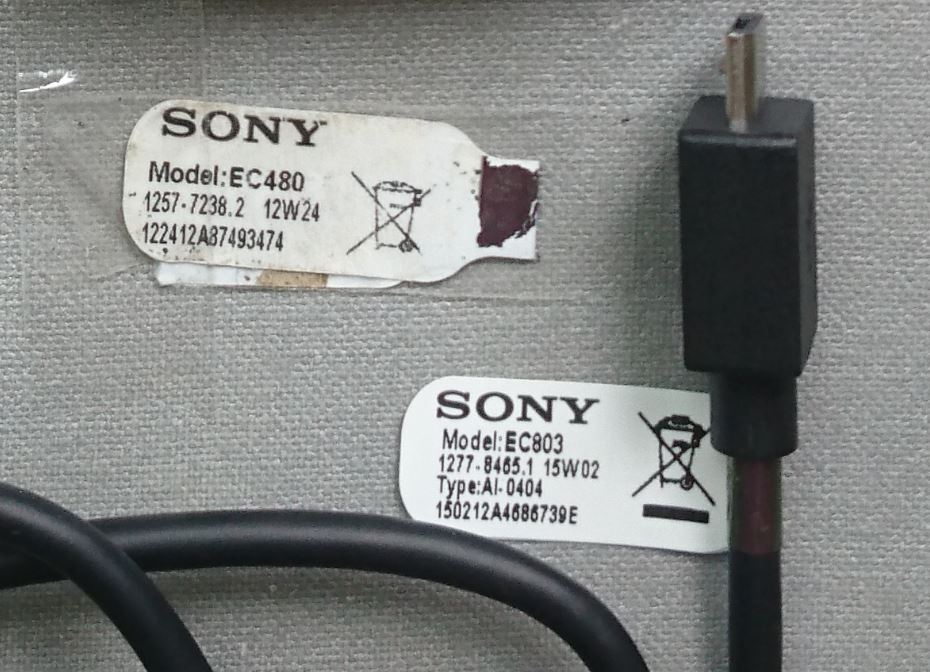 SONY
Model:EC480
1257-7238.2 12W24
122412A87493474
SONY
Model:EC803
1277-8465.1 15W02
Type:AI-0404
150212A4686739E